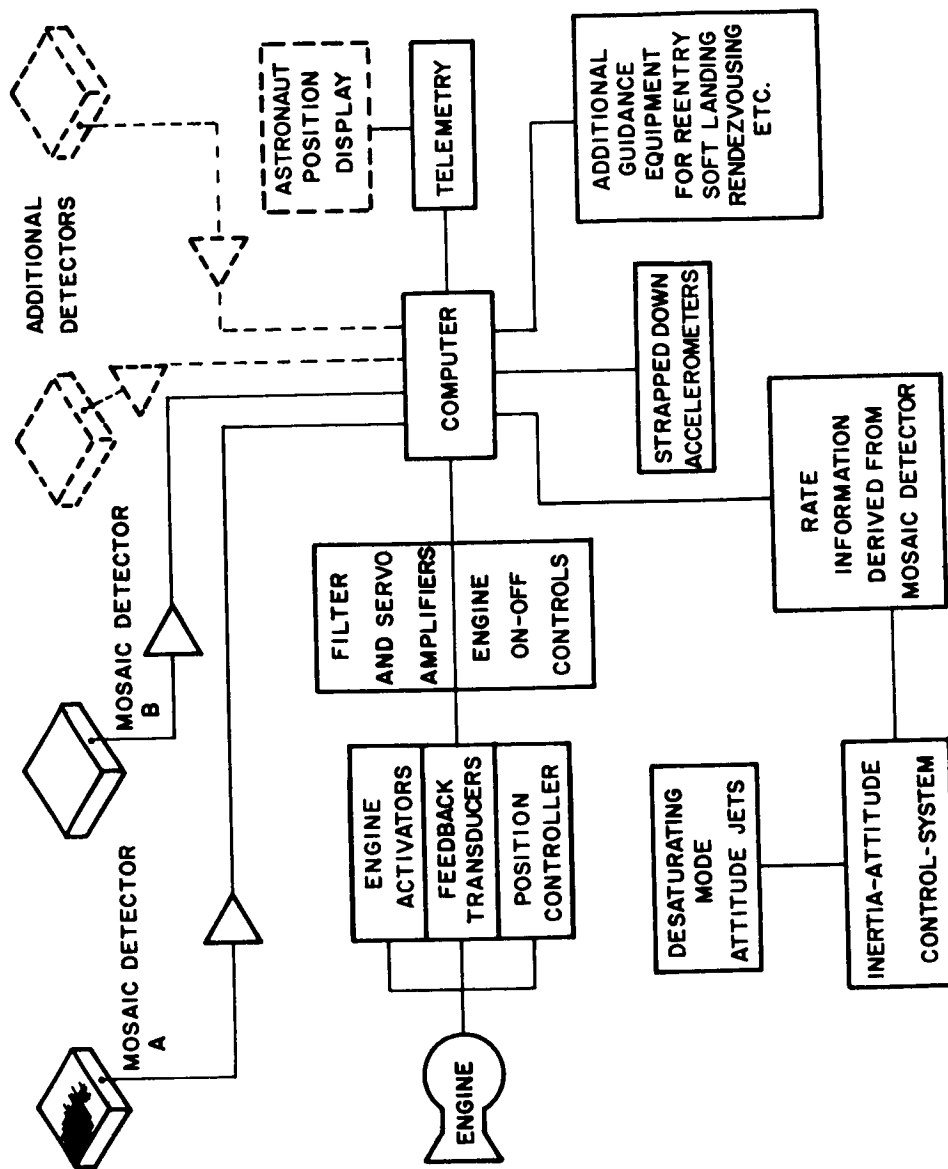 MOSAIC DETECTOR
A
MOSAIC DETECTOR
B
ADDITIONAL
DETECTORS
ENGINE
ENGINE
ACTIVATORS
FEEDBACK
TRANSDUCERS
POSITION
CONTROLLER
FILTER
AND SERVO
AMPLIFIERS
ENGINE
ON-OFF
CONTROLS
COMPUTER
ASTRONAUT
POSITION
DISPLAY
TELEMETRY
DESATURATING
MODE
ATTITUDE JETS
INERTIA-ATTITUDE
CONTROL-SYSTEM
RATE
INFORMATION
DERIVED FROM
MOSAIC DETECTOR
STRAPPED DOWN
ACCELEROMETERS
ADDITIONAL
GUIDANCE
EQUIPMENT
FOR REENTRY
SOFT LANDING
RENDEZVOUSING
ETC.